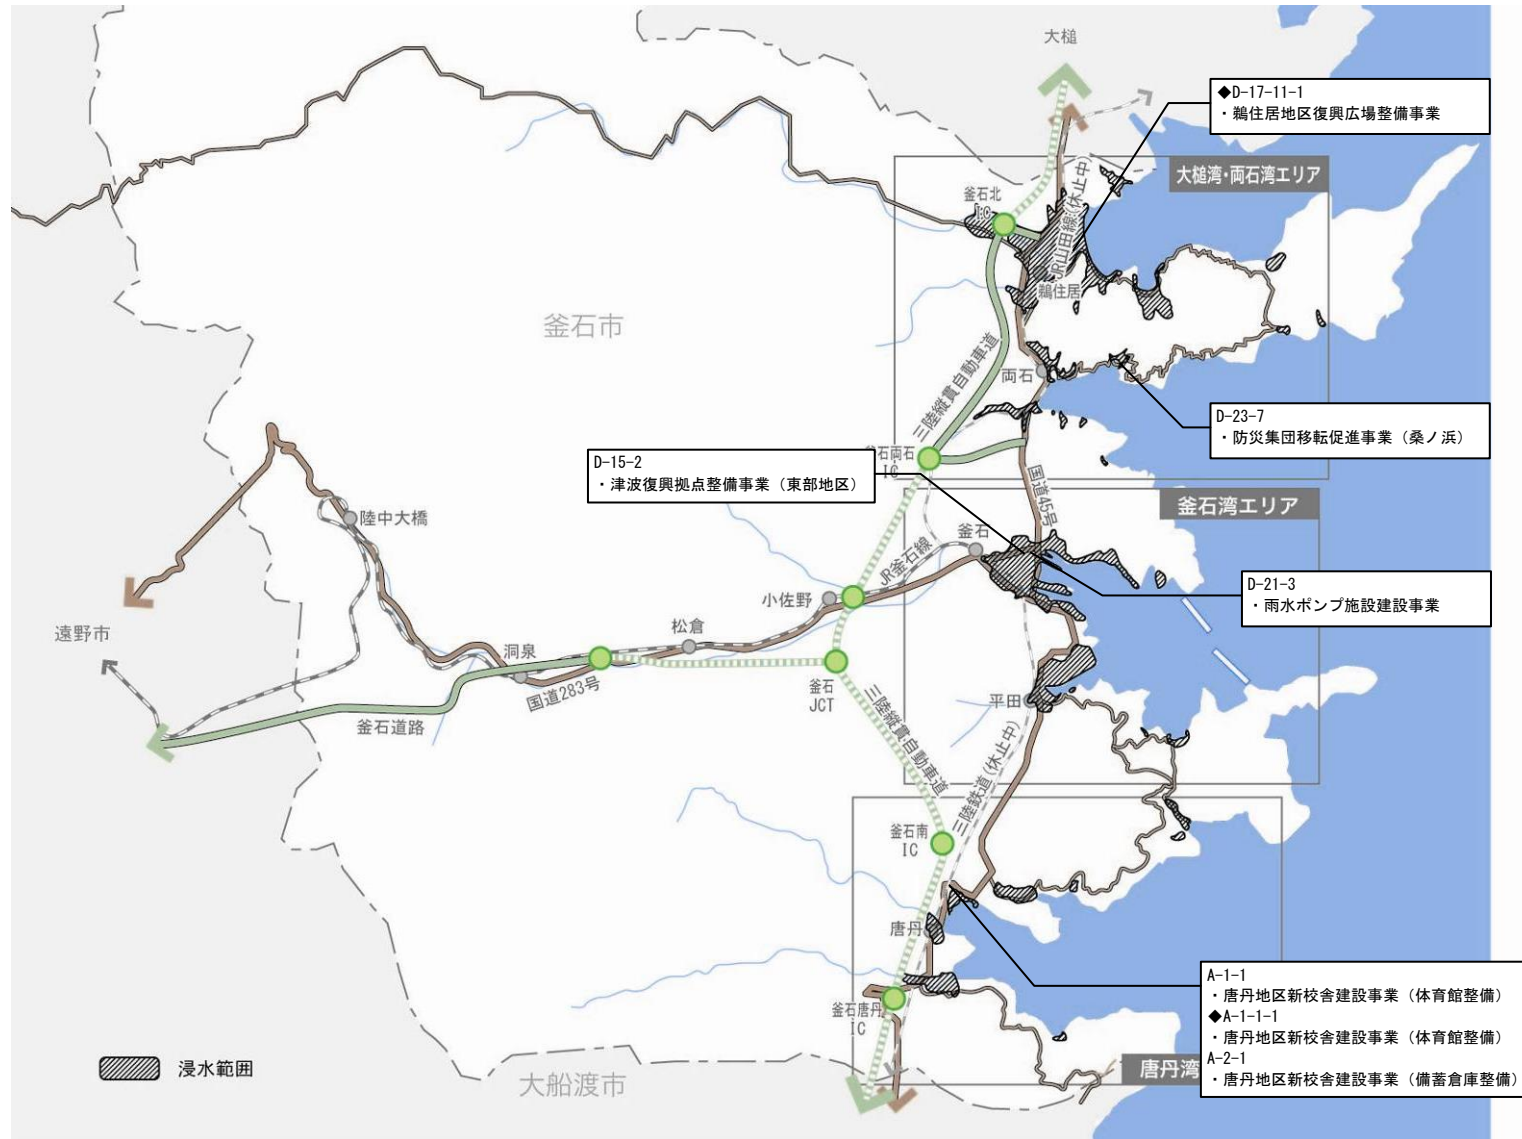 大槌
◆D-17-11-1
・鵜住居地区復興広場整備事業
大槌湾・両石湾エリア
釜石北
IC
JR山田線(休止中)
鵜住居
釜石市
三陸縦貫自動車道
両石
D-23-7
・防災集団移転促進事業(桑ノ浜)
釜石両石
IC
D-15-2
・津波復興拠点整備事業(東部地区)
国道45号
釜石湾エリア
陸中大橋
釜石
JR釜石線
D-21-3
・雨水ポンプ施設建設事業
小佐野
遠野市
松倉
洞泉
国道283号
釜石
JCT
釜石道路
平田
三陸縦貫自動車道
三陸鉄道(休止中)
釜石南
IC
唐丹
A-1-1
・唐丹地区新校舎建設事業(体育館整備)
◆A-1-1-1
・唐丹地区新校舎建設事業(体育館整備)
A-2-1
・唐丹地区新校舎建設事業(備蓄倉庫整備)
釜石唐丹
IC
唐丹湾
浸水範囲
大船渡市